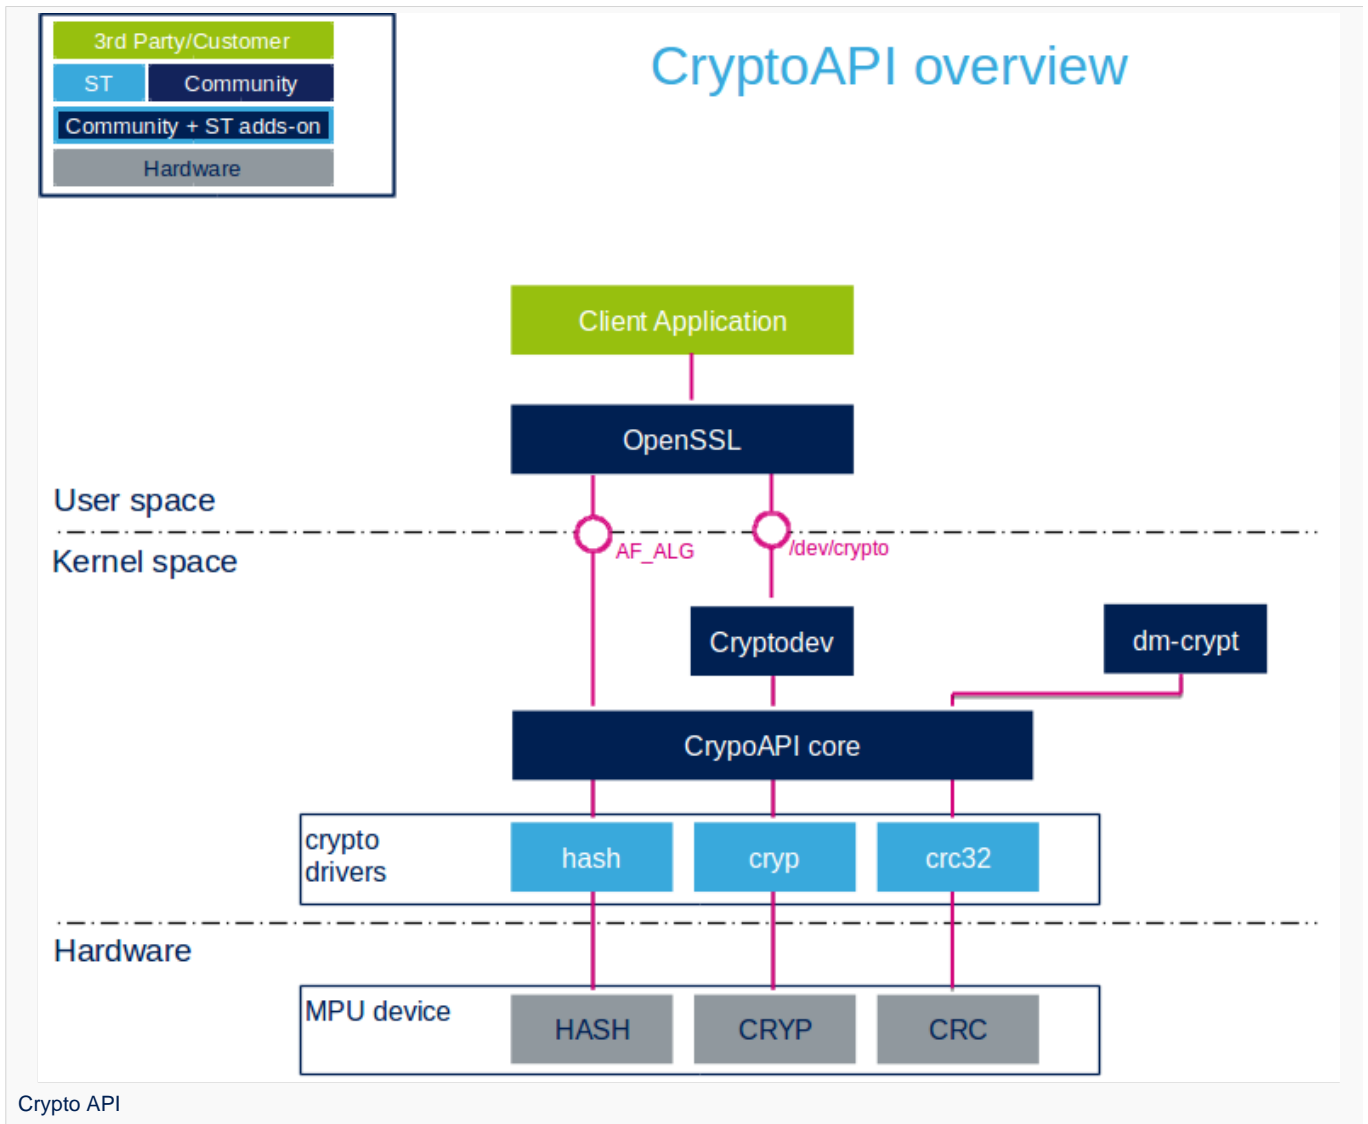 3rd Party/Customer
ST
Community
Community + ST adds-on
Hardware
CryptoAPI overview
Client Application
OpenSSL
User space
AF_ALG
/dev/crypto
Kernel space
Cryptodev
dm-crypt
CrypoAPI core
crypto
drivers
hash
cryp
crc32
Hardware
MPU device
HASH
CRYP
CRC
Crypto API